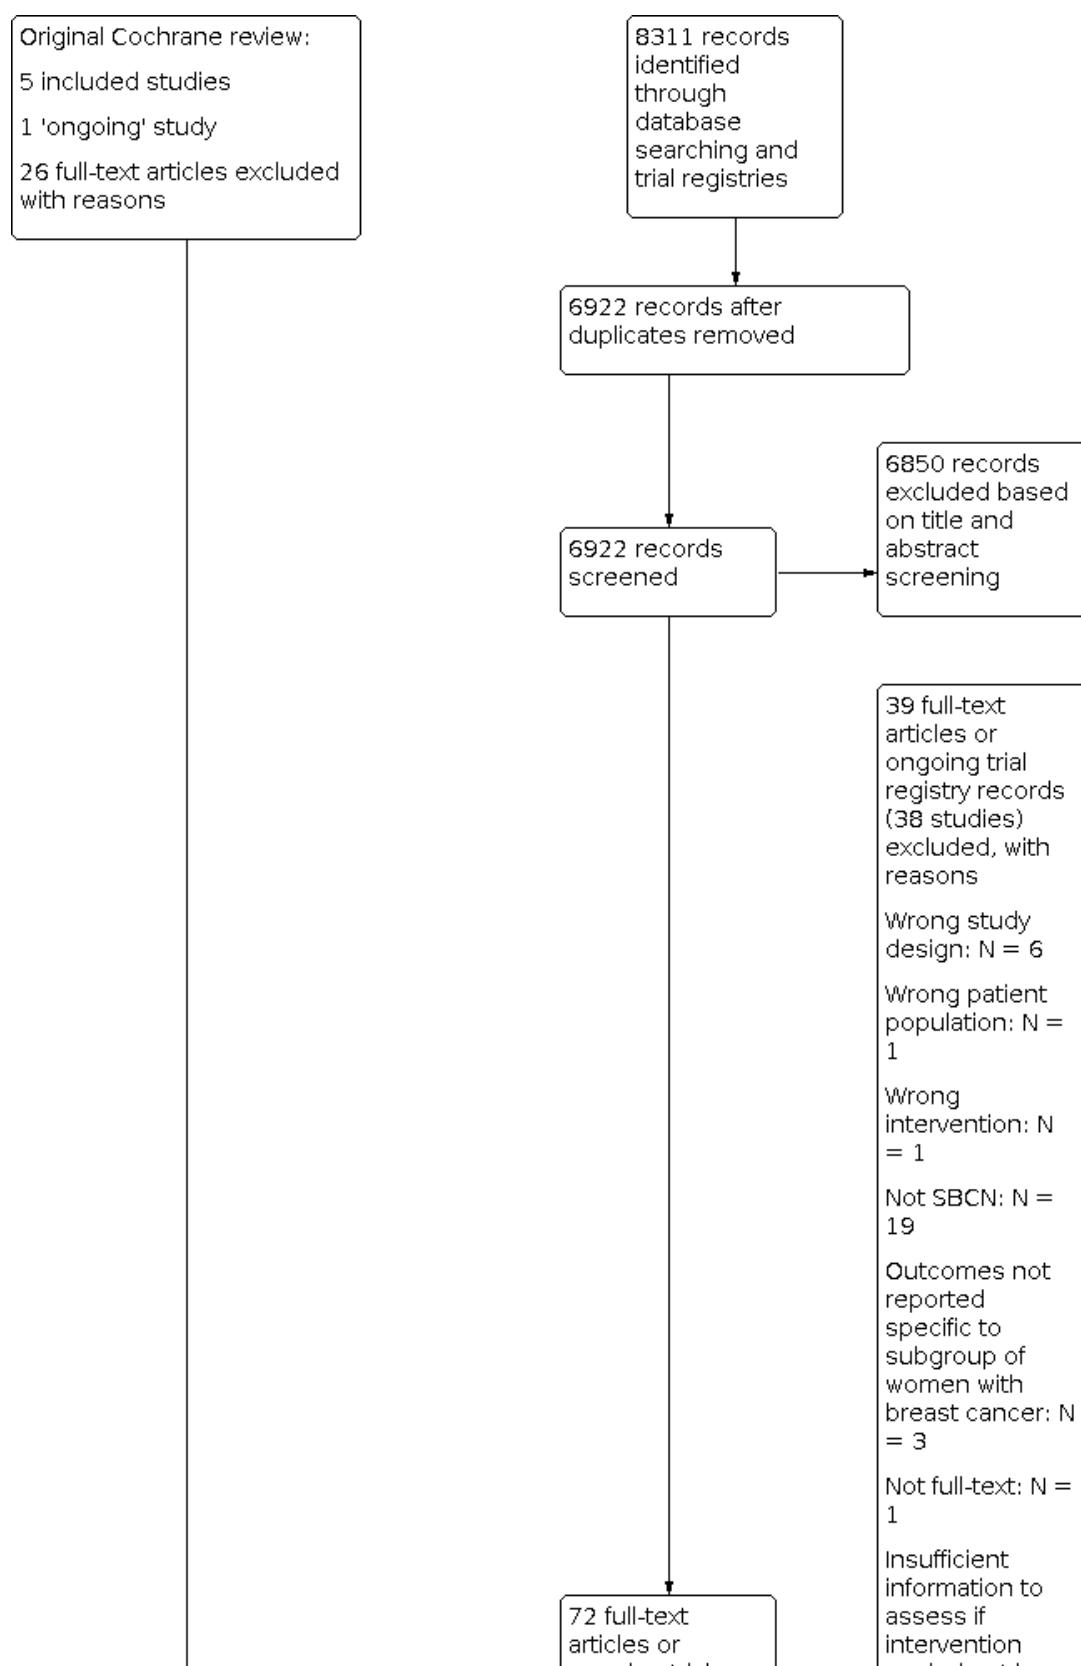 Original Cochrane review:
5 included studies
1 'ongoing' study
26 full-text articles excluded
with reasons
8311 records
identified
through
database
searching and
trial registries
6922 records after
duplicates removed
6850 records
excluded based
on title and
abstract
screening
6922 records
screened
39 full-text
articles or
ongoing trial
registry records
(38 studies)
excluded, with
reasons
Wrong study
design: N = 6
Wrong patient
population: N =
1
Wrong
intervention: N
= 1
Not SBCN: N =
19
Outcomes not
reported
specific to
subgroup of
women with
breast cancer: N
= 3
Not full-text: N =
1
Insufficient
information to
assess if
intervention
72 full-text
articles or